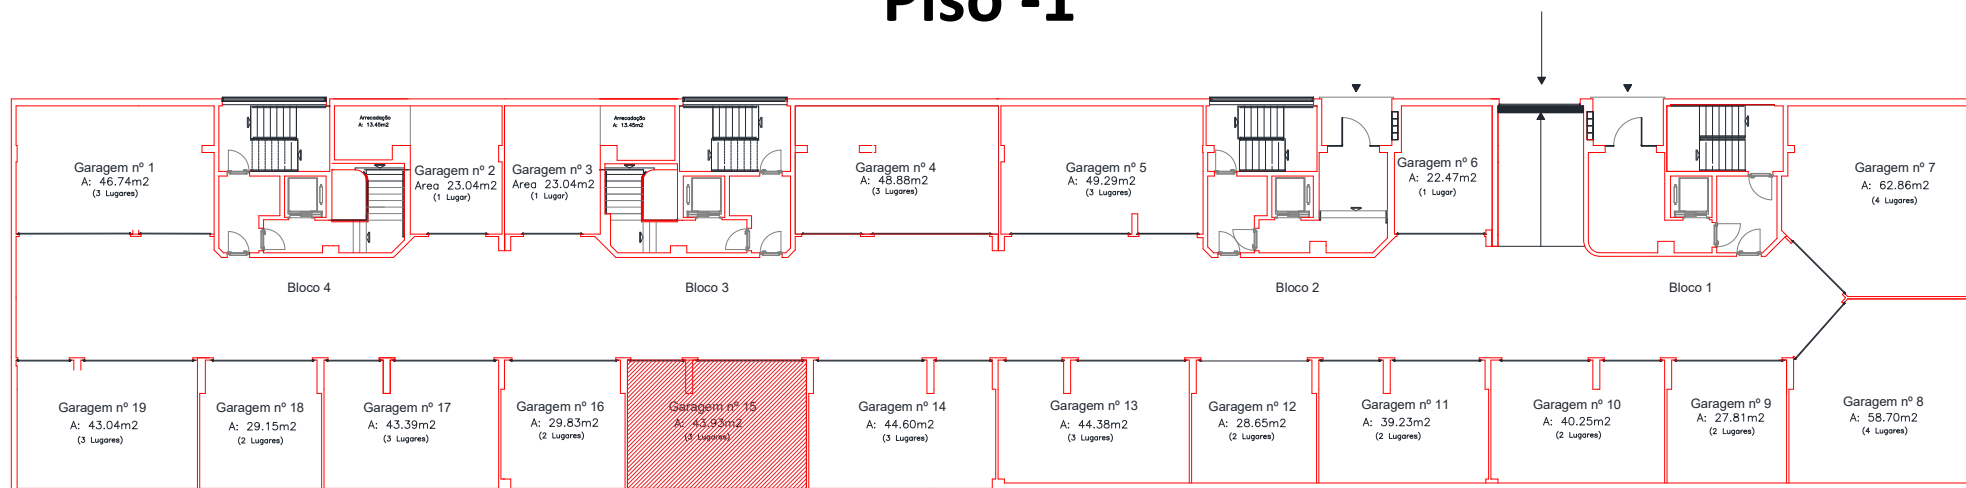 Piso -1
Arrecadação
A: 13.45m2
Arrecadação
A: 13.45m2
Garagem nº 1
A: 46.74m2
(3 Lugares)
Garagem nº 2
Area 23.04m2
(1 Lugar)
Garagem nº 3
Area 23.04m2
(1 Lugar)
Garagem nº 4
A: 48.88m2
(3 Lugares)
Garagem nº 5
A: 49.29m2
(3 Lugares)
Garagem nº 6
A: 22.47m2
(1 Lugar)
Garagem nº 7
A: 62.86m2
(4 Lugares)
Bloco 4
Bloco 3
Bloco 2
Bloco 1
Garagem nº 19
A: 43.04m2
(3 Lugares)
Garagem nº 18
A: 29.15m2
(2 Lugares)
Garagem nº 17
A: 43.39m2
(3 Lugares)
Garagem nº 16
A: 29.83m2
(2 Lugares)
Garagem nº 15
A: 43.93m2
(3 Lugares)
Garagem nº 14
A: 44.60m2
(3 Lugares)
Garagem nº 13
A: 44.38m2
(3 Lugares)
Garagem nº 12
A: 28.65m2
(2 Lugares)
Garagem nº 11
A: 39.23m2
(2 Lugares)
Garagem nº 10
A: 40.25m2
(2 Lugares)
Garagem nº 9
A: 27.81m2
(2 Lugares)
Garagem nº 8
A: 58.70m2
(4 Lugares)